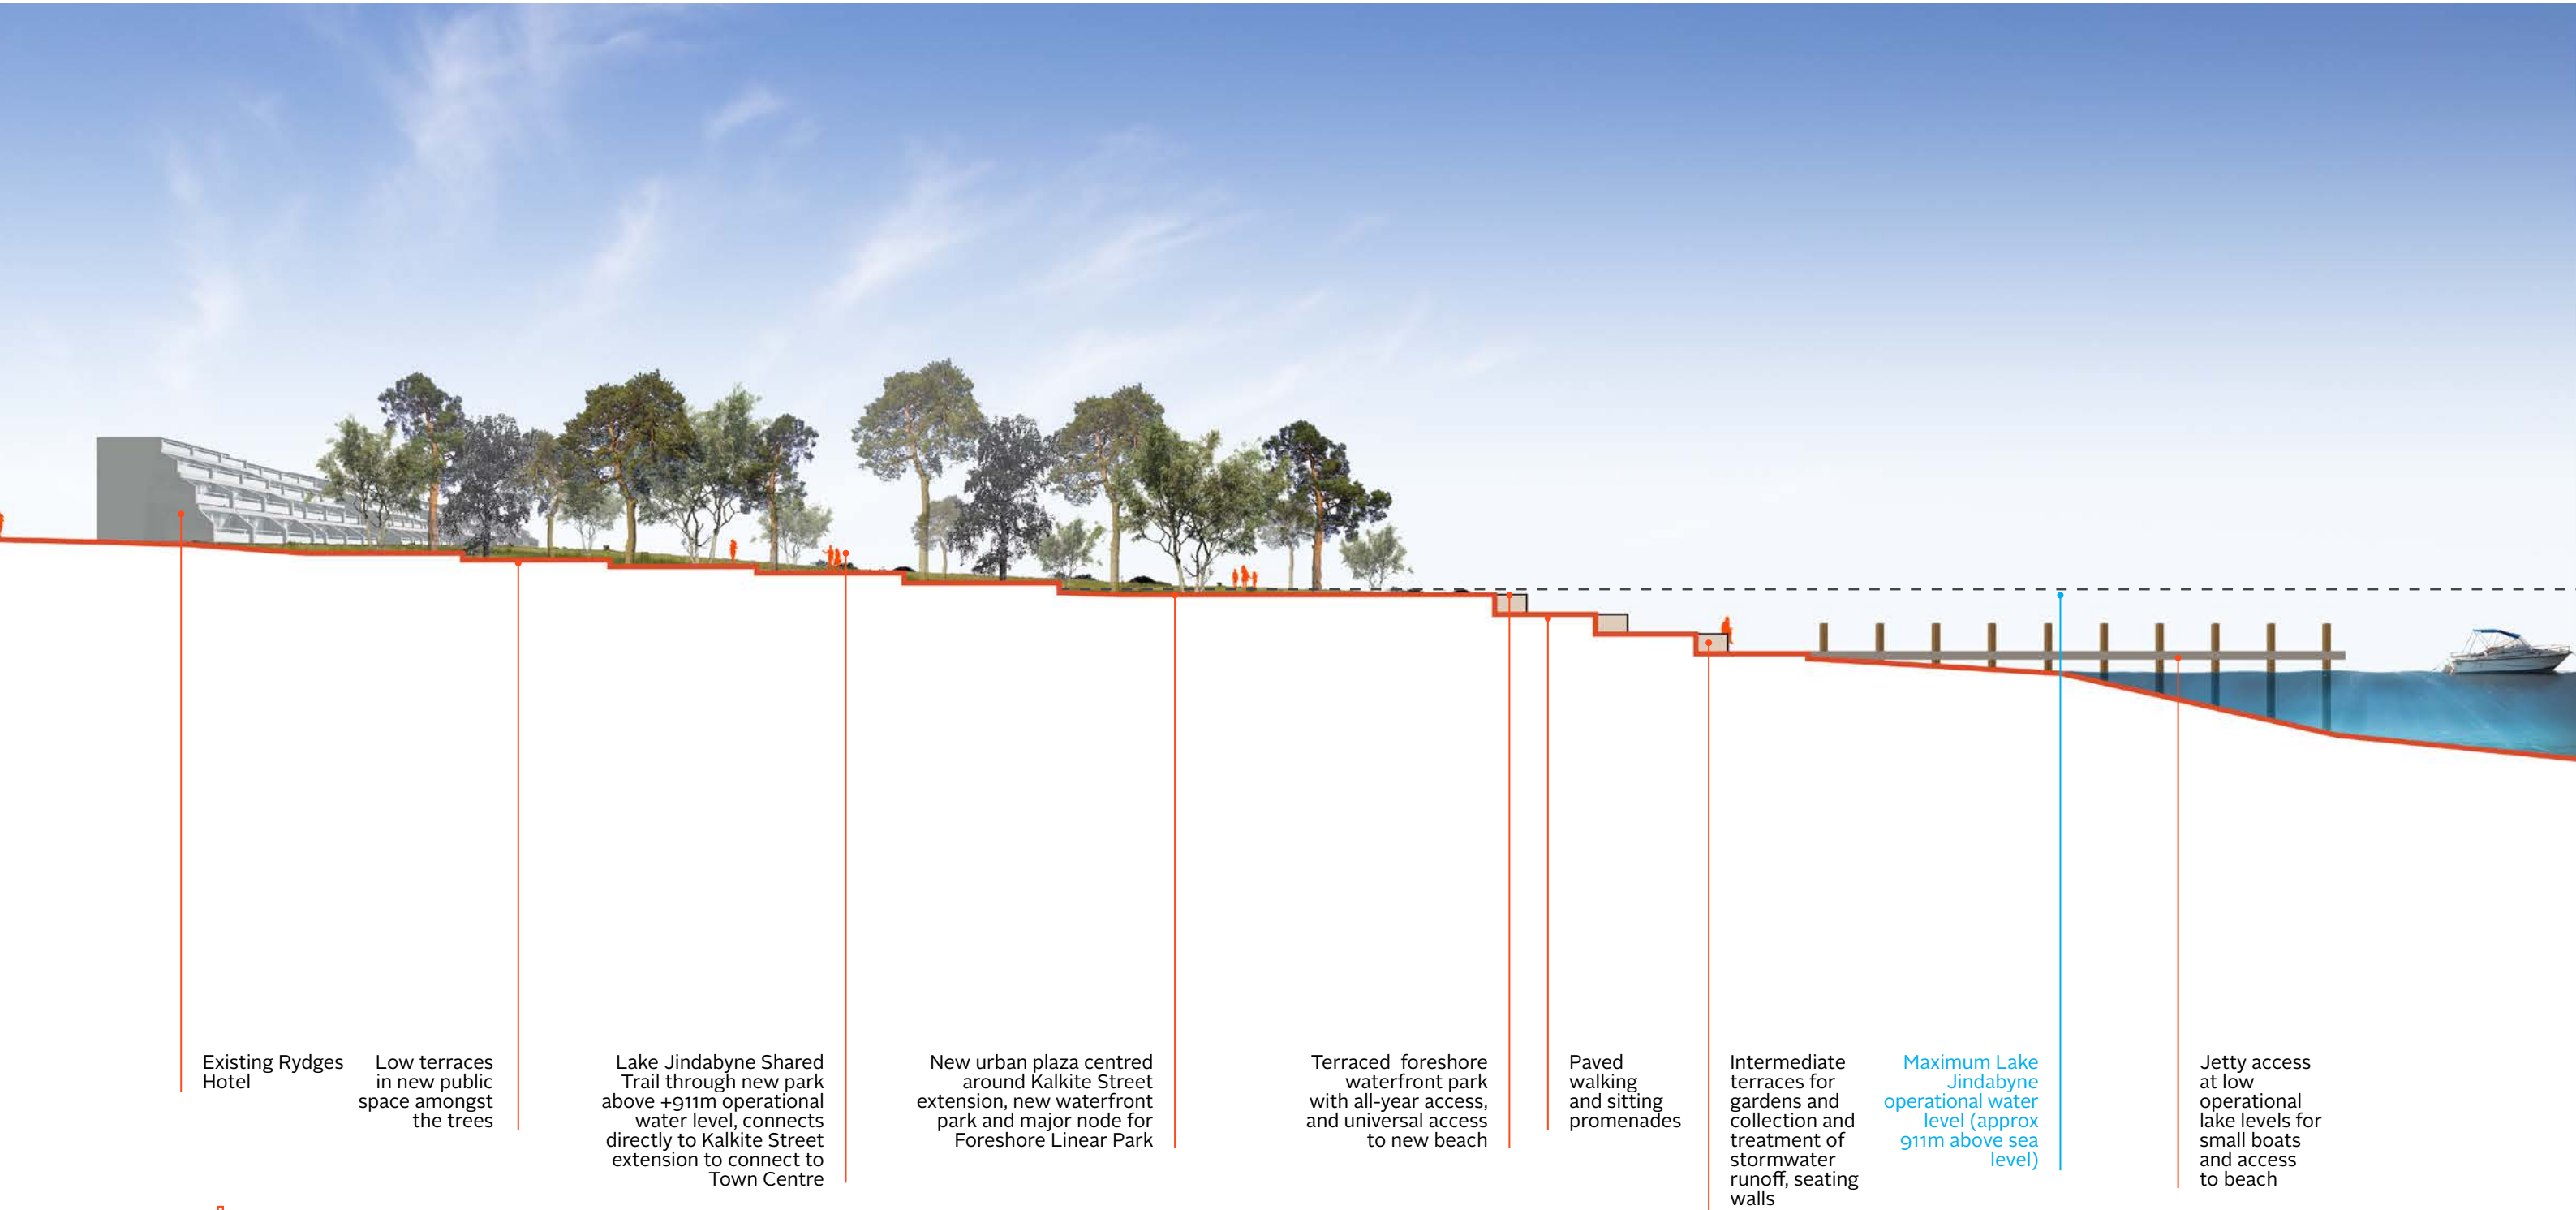 Existing Rydges
Hotel
Low terraces
in new public
space amongst
the trees
Lake Jindabyne Shared
Trail through new park
above +911m operational
water level, connects
directly to Kalkite Street
extension to connect to
Town Centre
New urban plaza centred
around Kalkite Street
extension, new waterfront
park and major node for
Foreshore Linear Park
Terraced foreshore
waterfront park
with all-year access,
and universal access
to new beach
Paved
walking
and sitting
promenades
Intermediate
terraces for
gardens and
collection and
treatment of
stormwater
runoff, seating
walls
Maximum Lake
Jindabyne
operational water
level (approx
911m above sea
level)
Jetty access
at low
operational
lake levels for
small boats
and access
to beach